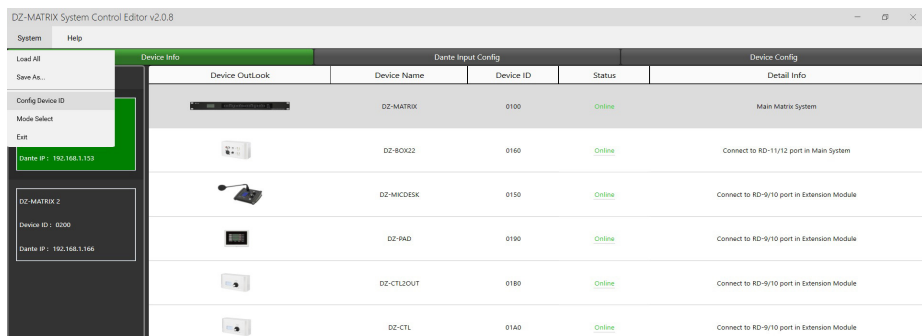 DZ-MATRIX System Control Editor v2.0.8
System Help
Load All
Save As...
Config Device ID
Mode Select
Exit
Dante IP : 192.168.1.153
DZ-MATRIX 2
Device ID : 0200
Dante IP : 192.168.1.166
Device Info Dante Input Config Device Config
Device OutLook Device Name Device ID Status Detail Info
DZ-MATRIX 0100 Online Main Matrix System
DZ-BOX22 0160 Online Connect to RD-11/12 port in Main System
DZ-MICDESK 0150 Online Connect to RD-9/10 port in Extension Module
DZ-PAD 0190 Online Connect to RD-9/10 port in Extension Module
DZ-CTL2OUT 01B0 Online Connect to RD-9/10 port in Extension Module
DZ-CTL 01A0 Online Connect to RD-9/10 port in Extension Module